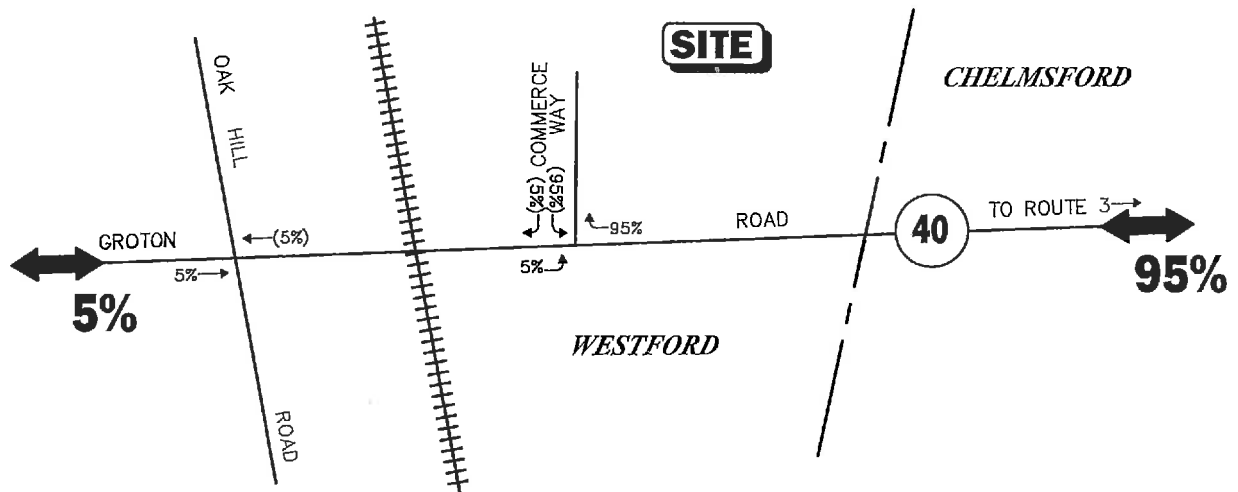 SITE
CHELMSFORD
OAK HILL
COMMERCE WAY
(5%)
(95%)
GROTON
(5%)
5%
95%
5%
ROAD
40
TO ROUTE 3
5%
95%
WESTFORD
ROAD